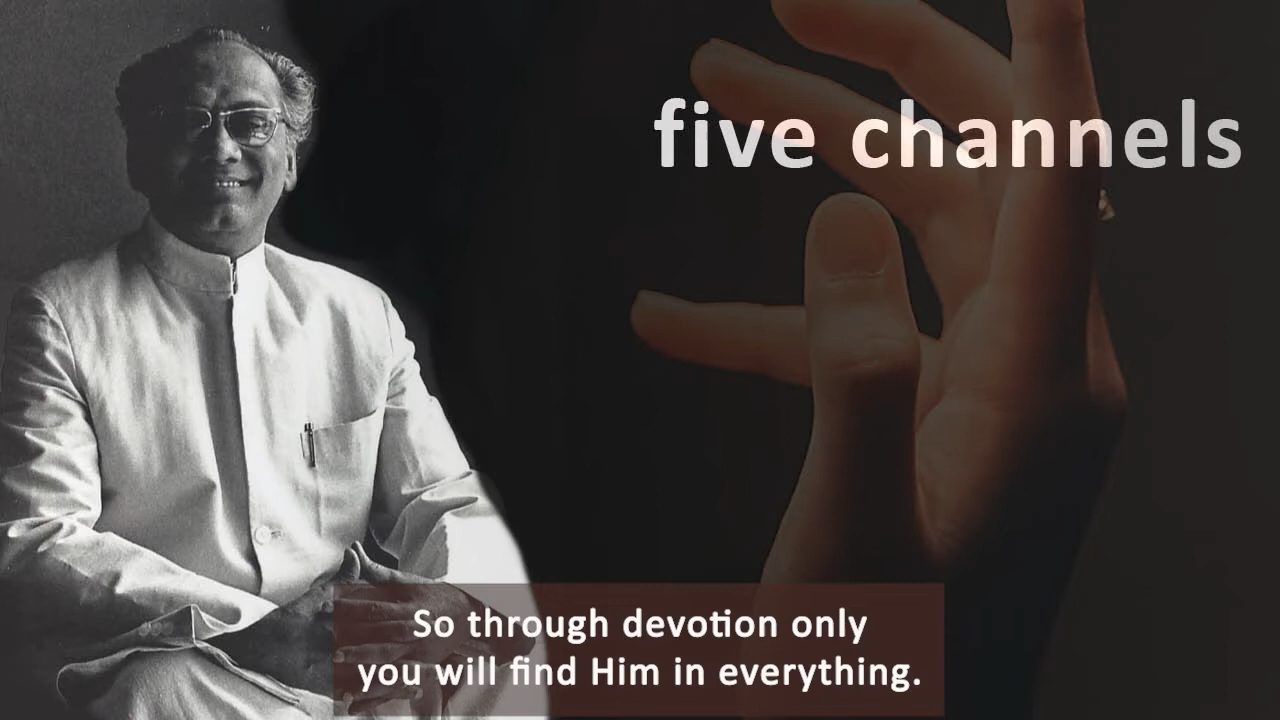 five channels
So through devotion only
you will find Him in everything.